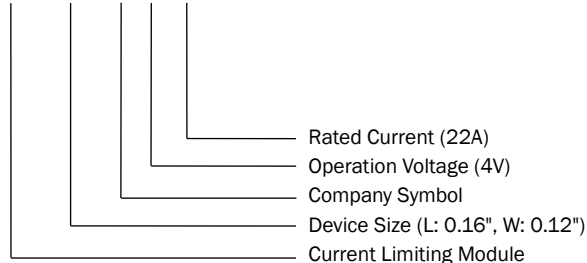 Rated Current (22A)
Operation Voltage (4V)
Company Symbol
Device Size (L: 0.16", W: 0.12")
Current Limiting Module